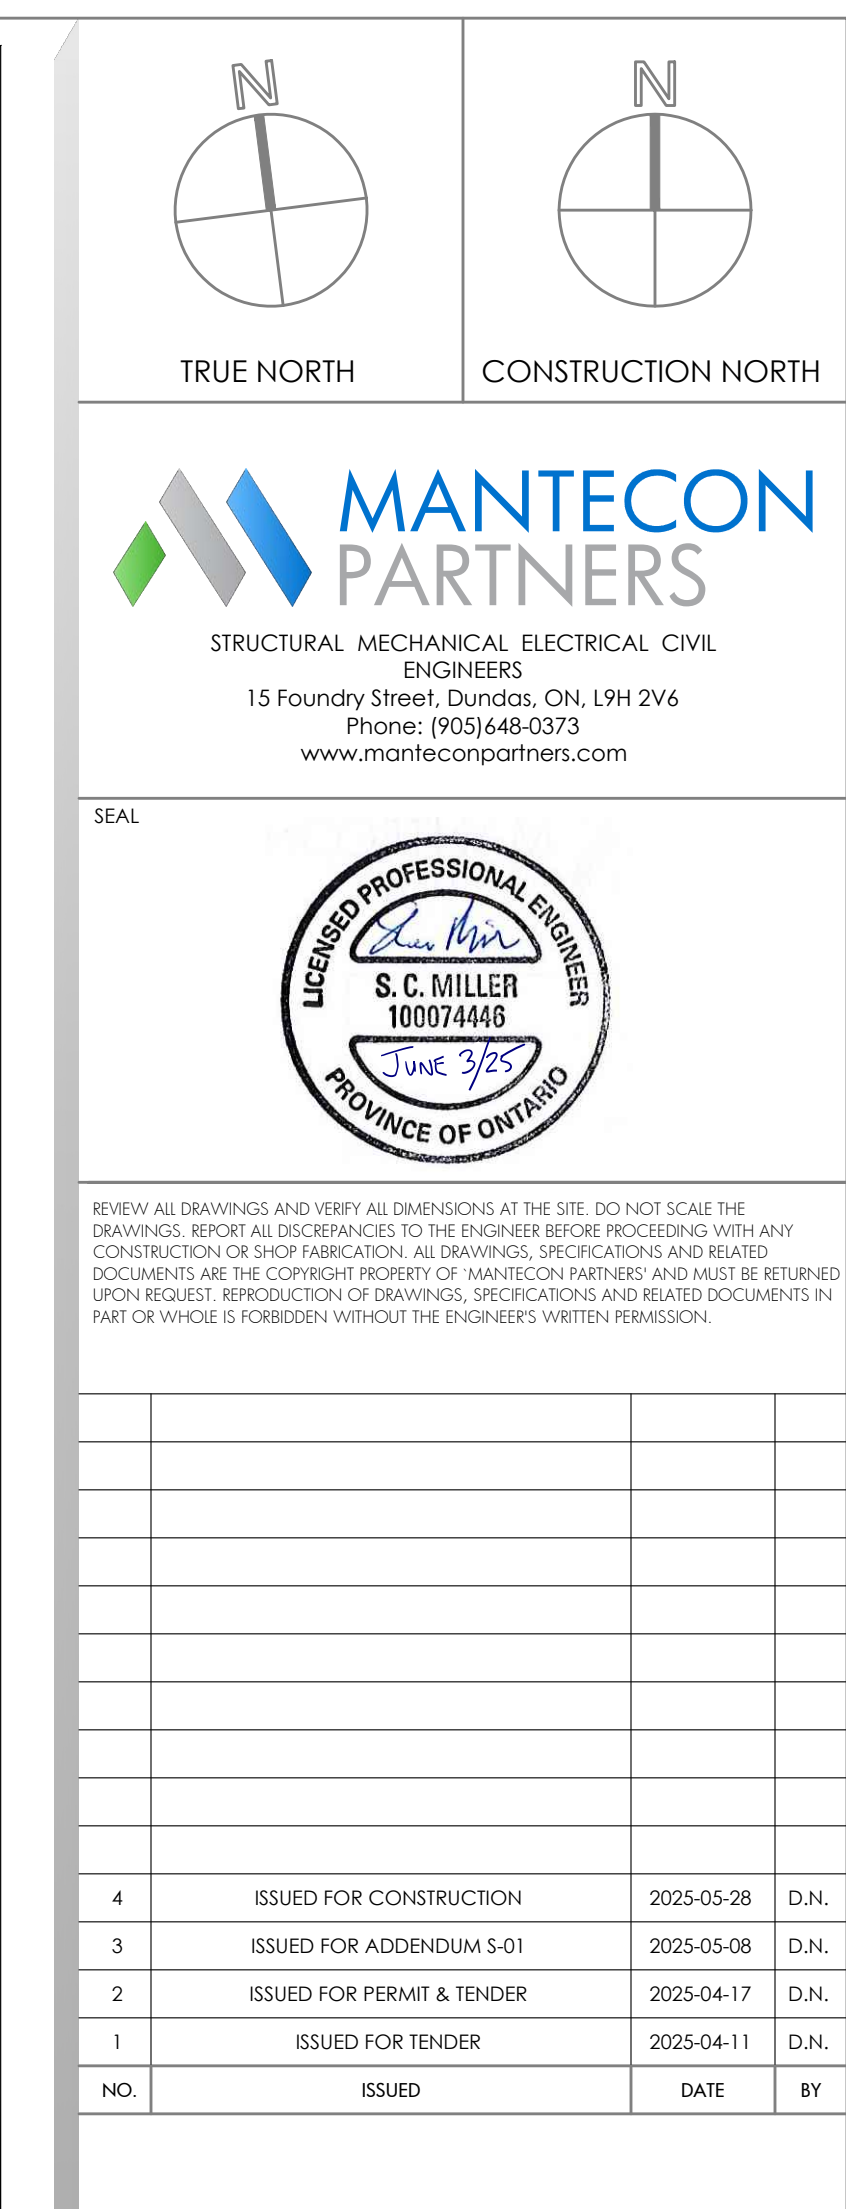 N
N
TRUE NORTH
CONSTRUCTION NORTH
MANTECON
PARTNERS
STRUCTURAL MECHANICAL ELECTRICAL CIVIL
ENGINEERS
15 Foundry Street, Dundas, ON, L9H 2V6
Phone: (905)648-0373
www.manteconpartners.com
SEAL
LICENSED PROFESSIONAL ENGINEER
S. C. MILLER
100074446
JUNE 3/25
PROVINCE OF ONTARIO
REVIEW ALL DRAWINGS AND VERIFY ALL DIMENSIONS AT THE SITE. DO NOT SCALE THE
DRAWINGS. REPORT ALL DISCREPANCIES TO THE ENGINEER BEFORE PROCEEDING WITH ANY
CONSTRUCTION OR SHOP FABRICATION. ALL DRAWINGS, SPECIFICATIONS AND RELATED
DOCUMENTS ARE THE COPYRIGHT PROPERTY OF `MANTECON PARTNERS' AND MUST BE RETURNED
UPON REQUEST. REPRODUCTION OF DRAWINGS, SPECIFICATIONS AND RELATED DOCUMENTS IN
PART OR WHOLE IS FORBIDDEN WITHOUT THE ENGINEER'S WRITTEN PERMISSION.
4 ISSUED FOR CONSTRUCTION 2025-05-28 D.N.
3 ISSUED FOR ADDENDUM S-01 2025-05-08 D.N.
2 ISSUED FOR PERMIT & TENDER 2025-04-17 D.N.
1 ISSUED FOR TENDER 2025-04-11 D.N.
NO. ISSUED DATE BY